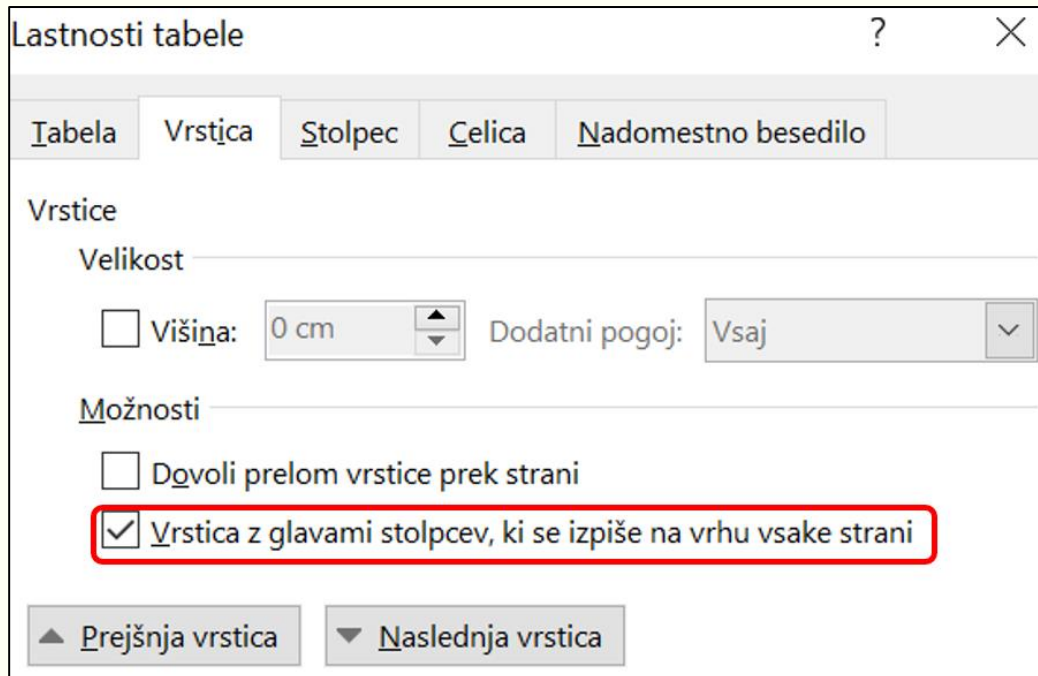 Lastnosti tabele ?
Tabela Vrstica Stolpec Celica Nadomestno besedilo
Vrstice
Velikost
Višina: 0 cm Dodatni pogoj: Vsaj
Možnosti
Dovoli prelom vrstice prek strani
Vrstica z glavami stolpcev, ki se izpiše na vrhu vsake strani
Prejšnja vrstica Naslednja vrstica